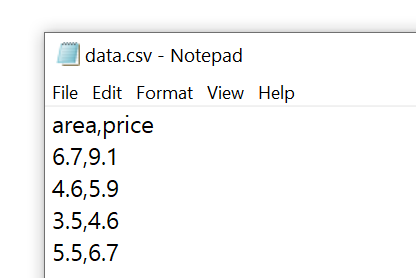 data.csv - Notepad
File Edit Format View Help
area,price
6.7,9.1
4.6,5.9
3.5,4.6
5.5,6.7